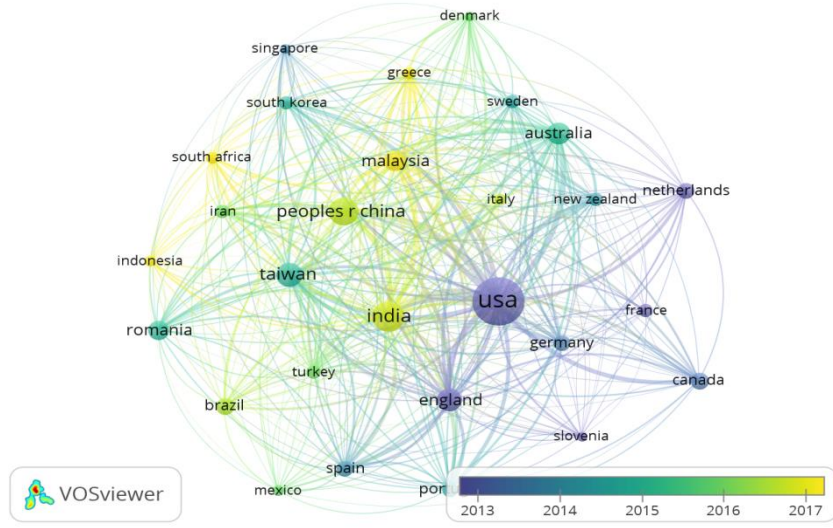 denmark
singapore
greece
south korea
sweden
australia
malaysia
south africa
netherlands
italy
new zealand
iran
peoples r china
indonesia
taiwan
usa
india
france
romania
germany
turkey
canada
england
brazil
slovenia
spain
mexico
VOSviewer
2013 2014 2015 2016 2017